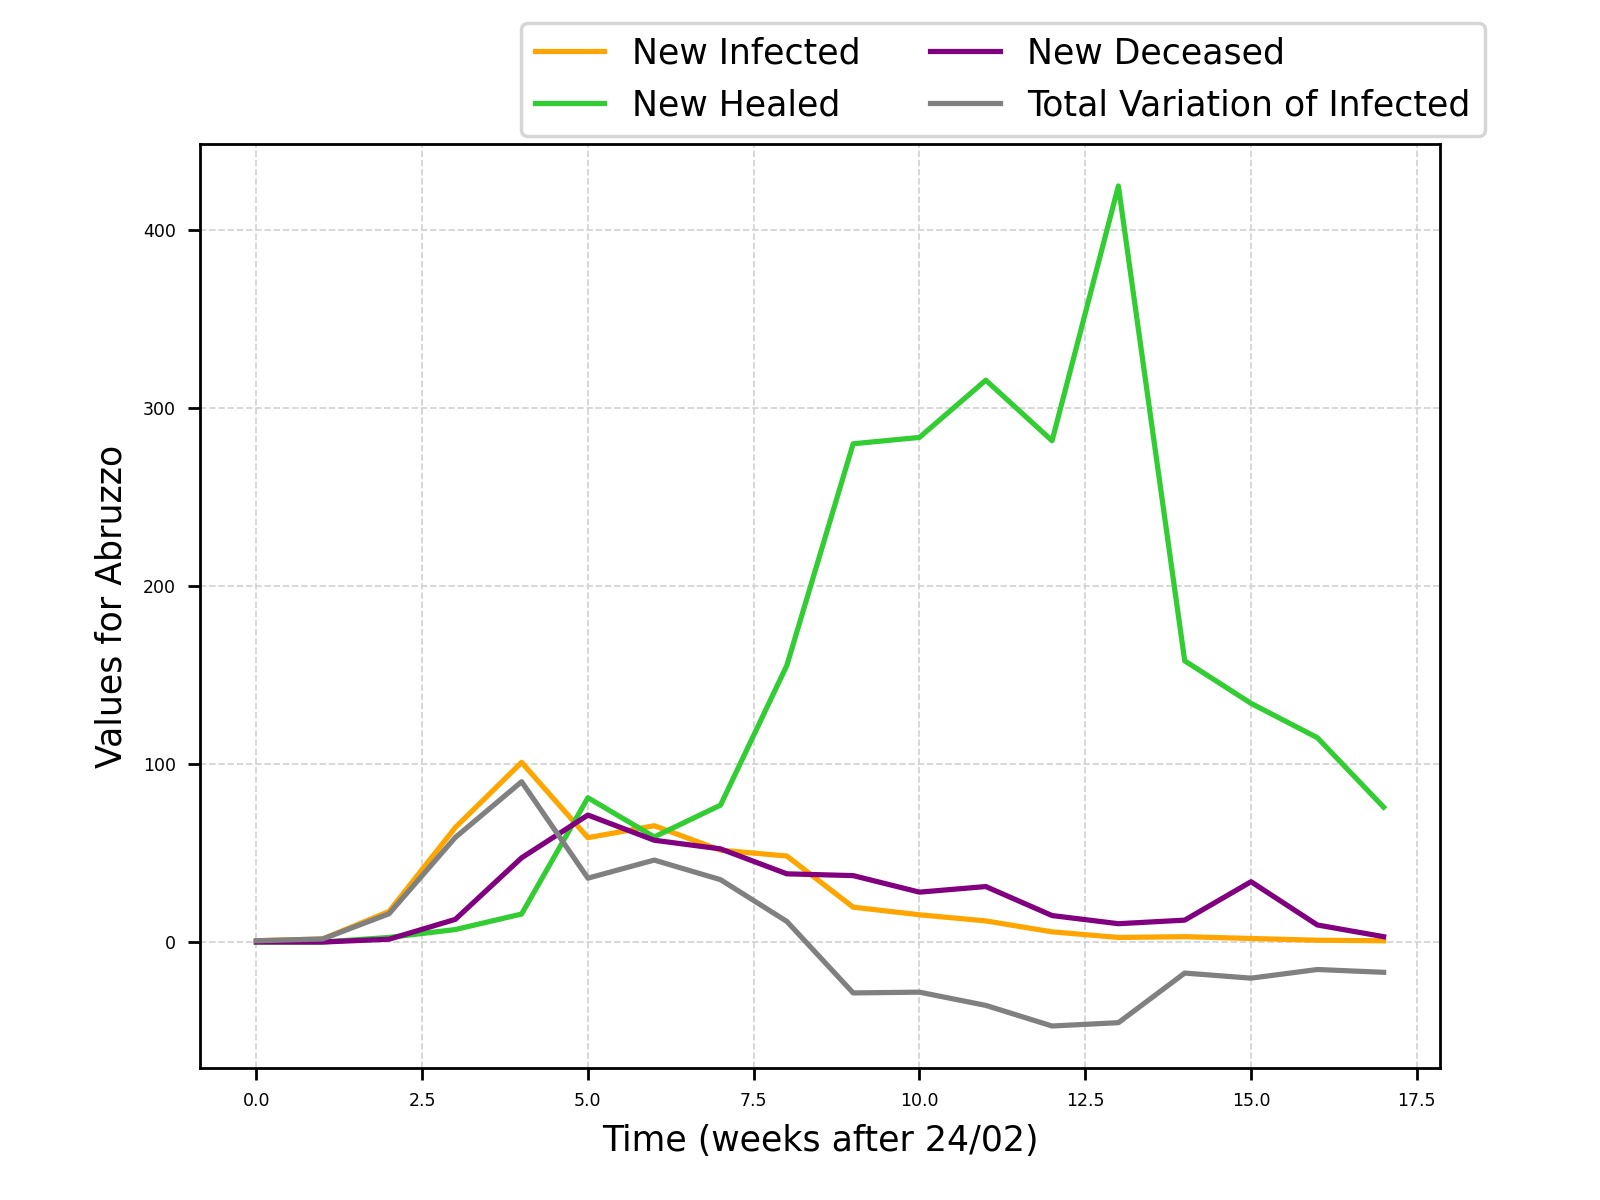 New Infected
New Healed
New Deceased
Total Variation of Infected
Values for Abruzzo
400
300
200
100
0
0.0 2.5 5.0 7.5 10.0 12.5 15.0 17.5
Time (weeks after 24/02)